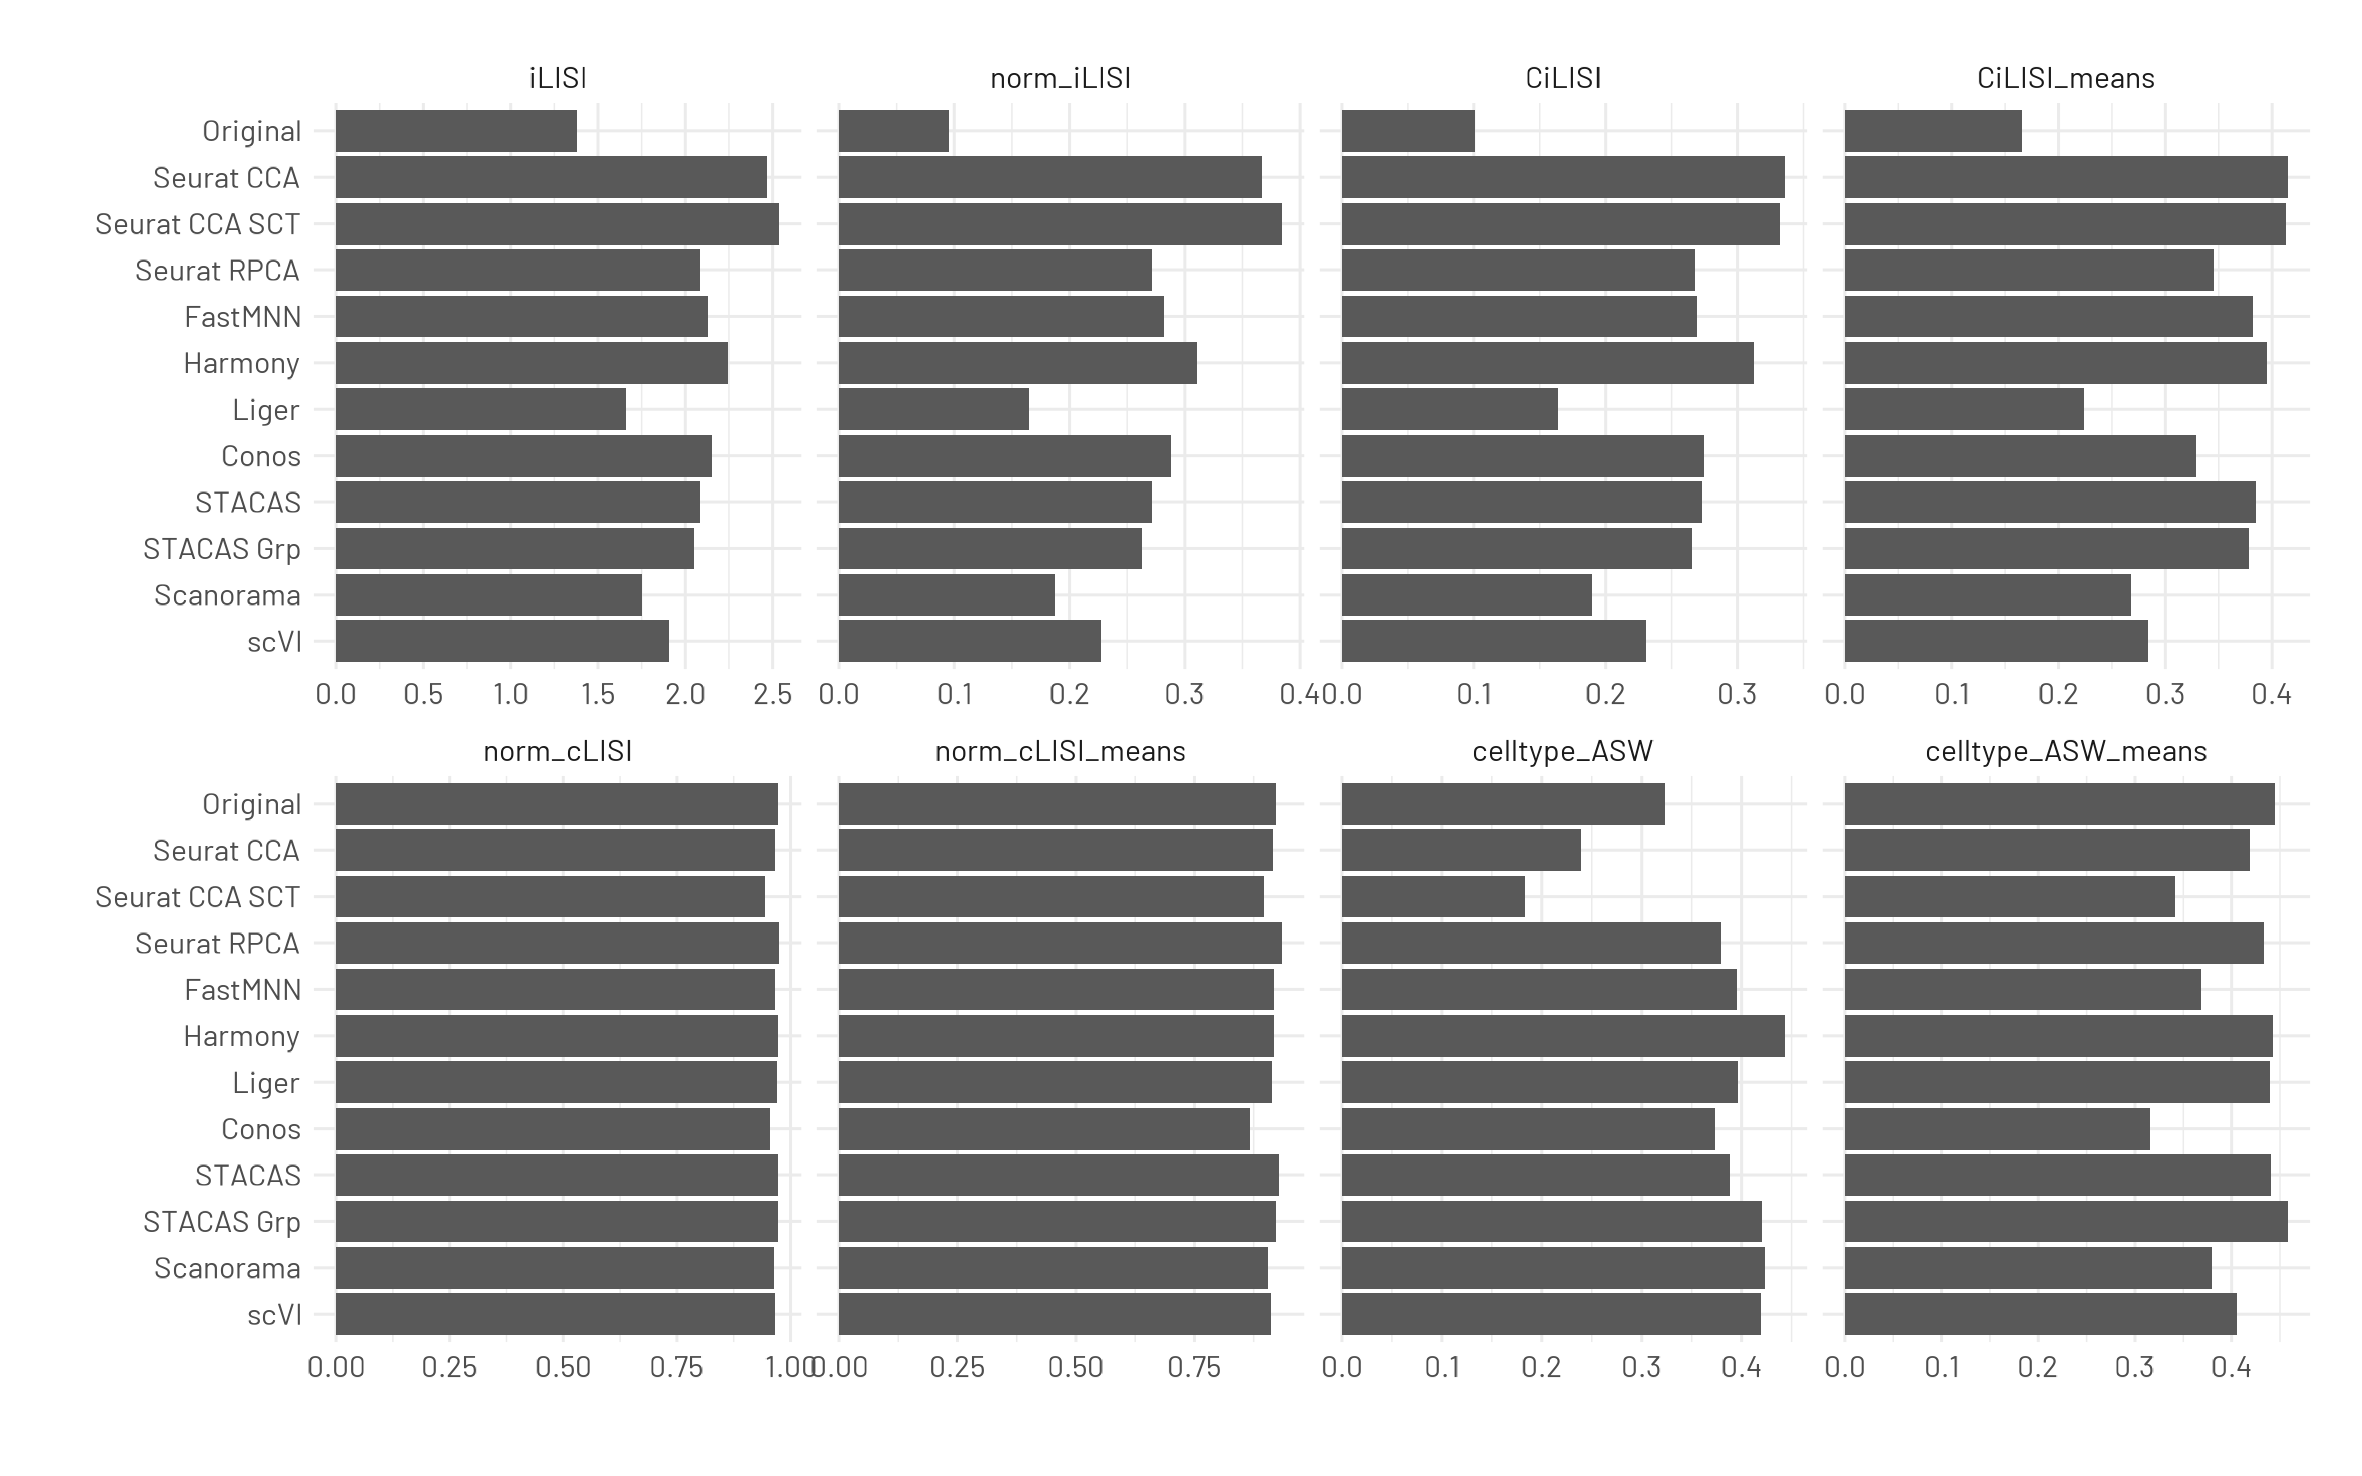 iLISI norm_iLISI CiLISI CiLISI_means
Original
Seurat CCA
Seurat CCA SCT
Seurat RPCA
FastMNN
Harmony
Liger
Conos
STACAS
STACAS Grp
Scanorama
scVI
0.0 0.5 1.0 1.5 2.0 2.5 0.0 0.1 0.2 0.3 0.4 0.0 0.1 0.2 0.3 0.0 0.1 0.2 0.3 0.4
norm_cLISI norm_cLISI_means celltype_ASW celltype_ASW_means
Original
Seurat CCA
Seurat CCA SCT
Seurat RPCA
FastMNN
Harmony
Liger
Conos
STACAS
STACAS Grp
Scanorama
scVI
0.00 0.25 0.50 0.75 1.00 0.00 0.25 0.50 0.75 0.0 0.1 0.2 0.3 0.4 0.0 0.1 0.2 0.3 0.4